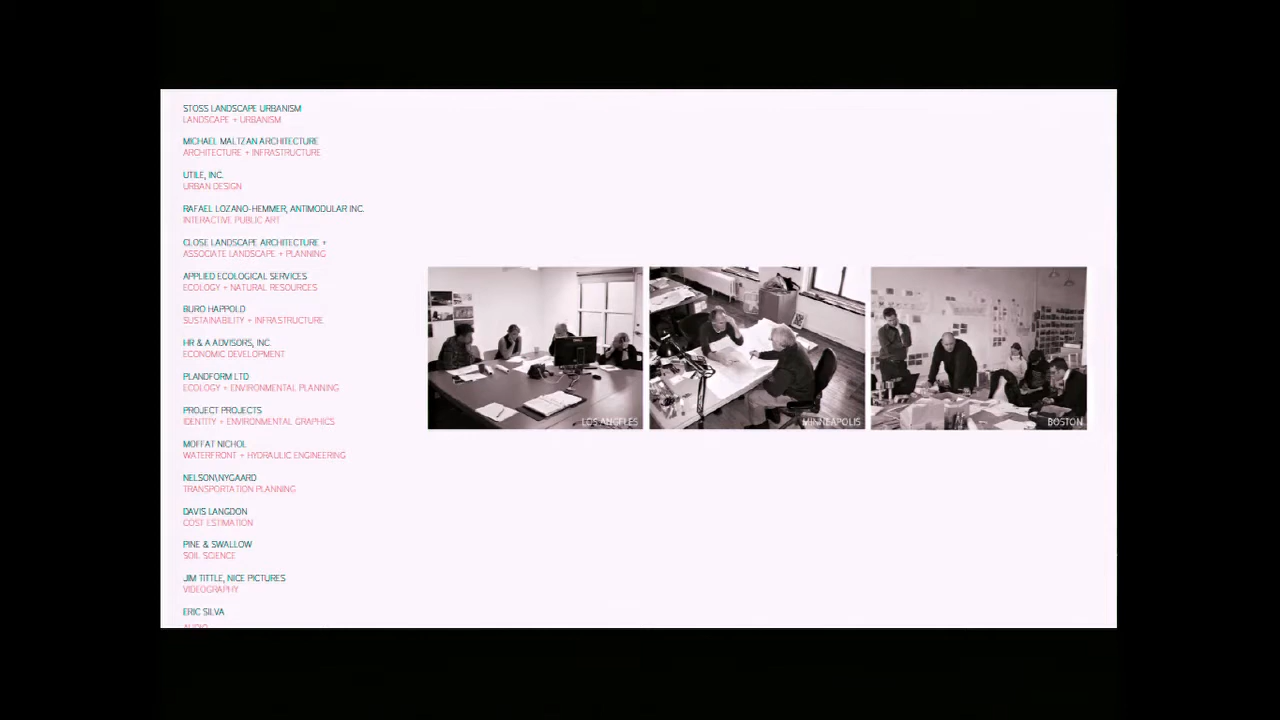 STOSS LANDSCAPE URBANISM
LANDSCAPE + URBANISM
MICHAEL MALTZAN ARCHITECTURE
ARCHITECTURE + INFRASTRUCTURE
UTILE, INC.
URBAN DESIGN
RAFAEL LOZANO-HEMMER, ANTIMODULAR INC.
INTERACTIVE PUBLIC ART
CLOSE LANDSCAPE ARCHITECTURE +
ASSOCIATE LANDSCAPE + PLANNING
APPLIED ECOLOGICAL SERVICES
ECOLOGY + NATURAL RESOURCES
BURO HAPPOLD
SUSTAINABILITY + INFRASTRUCTURE
HR & A ADVISORS, INC.
ECONOMIC DEVELOPMENT
PLANDFORM LTD
ECOLOGY + ENVIRONMENTAL PLANNING
PROJECT PROJECTS
IDENTITY + ENVIRONMENTAL GRAPHICS
MOFFAT NICHOL
WATERFRONT + HYDRAULIC ENGINEERING
NELSON\NYGAARD
TRANSPORTATION PLANNING
DAVIS LANGDON
COST ESTIMATION
PINE & SWALLOW
SOIL SCIENCE
JIM TITTLE, NICE PICTURES
VIDEOGRAPHY
ERIC SILVA
AUDIO
LOS ANGELES
MINNEAPOLIS
BOSTON